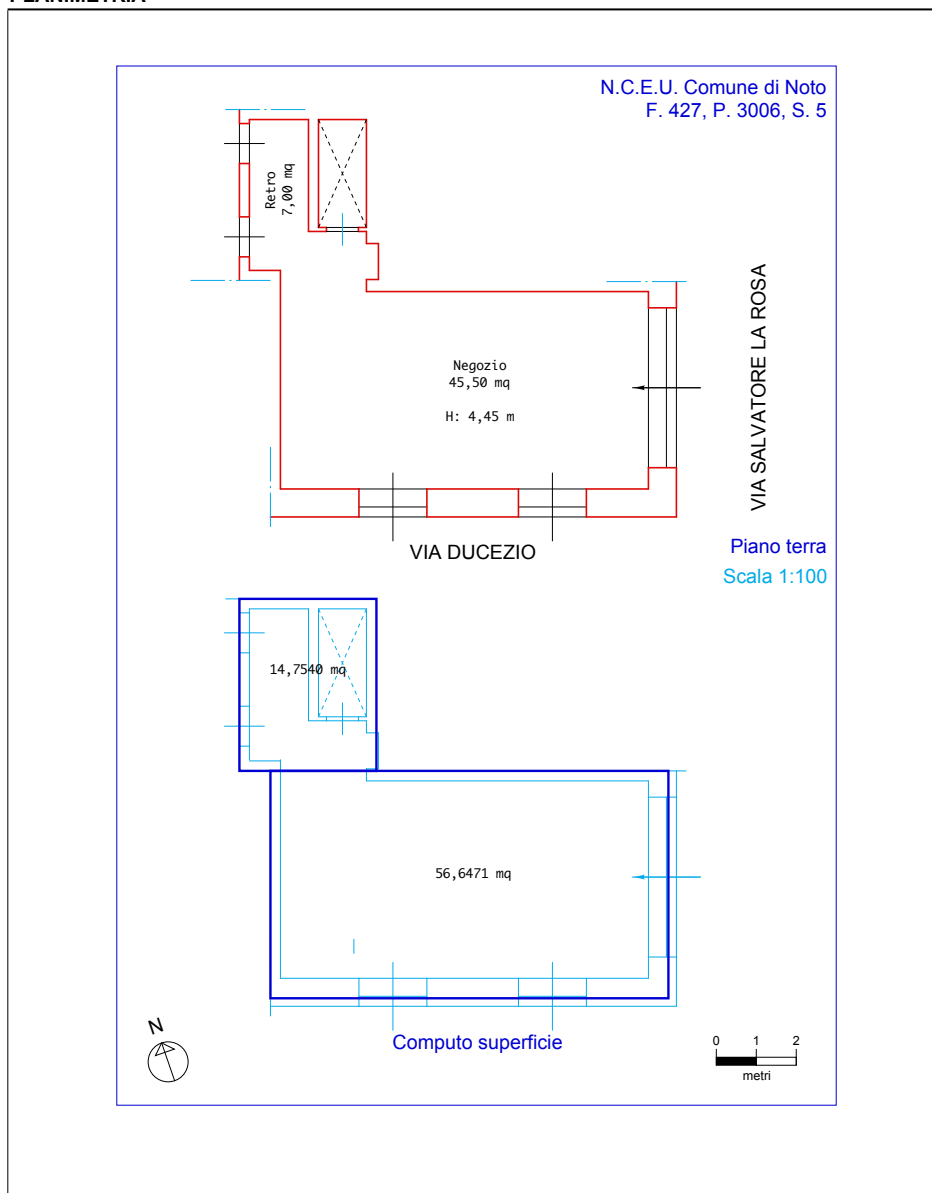 N.C.E.U. Comune di Noto
F. 427, P. 3006, S. 5
Retro
7,00 mq
Negozio
45,50 mq
H: 4,45 m
VIA SALVATORE LA ROSA
VIA DUCEZIO
Piano terra
Scala 1:100
14,7540 mq
56,6471 mq
Computo superficie
N
0 1 2
metri